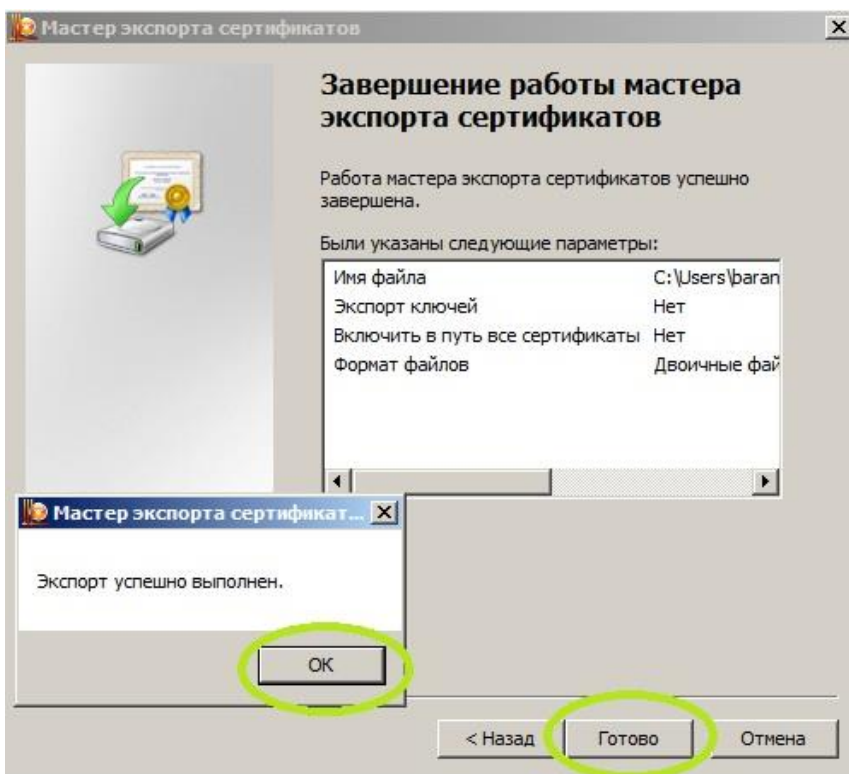 Мастер экспорта сертификатов
Завершение работы мастера
экспорта сертификатов
Работа мастера экспорта сертификатов успешно
завершена.
Были указаны следующие параметры:
Имя файла C:\Users\baran
Экспорт ключей Нет
Включить в путь все сертификаты Нет
Формат файлов Двоичные фай
Мастер экспорта сертификат...
Экспорт успешно выполнен.
ОК
< Назад Готово Отмена